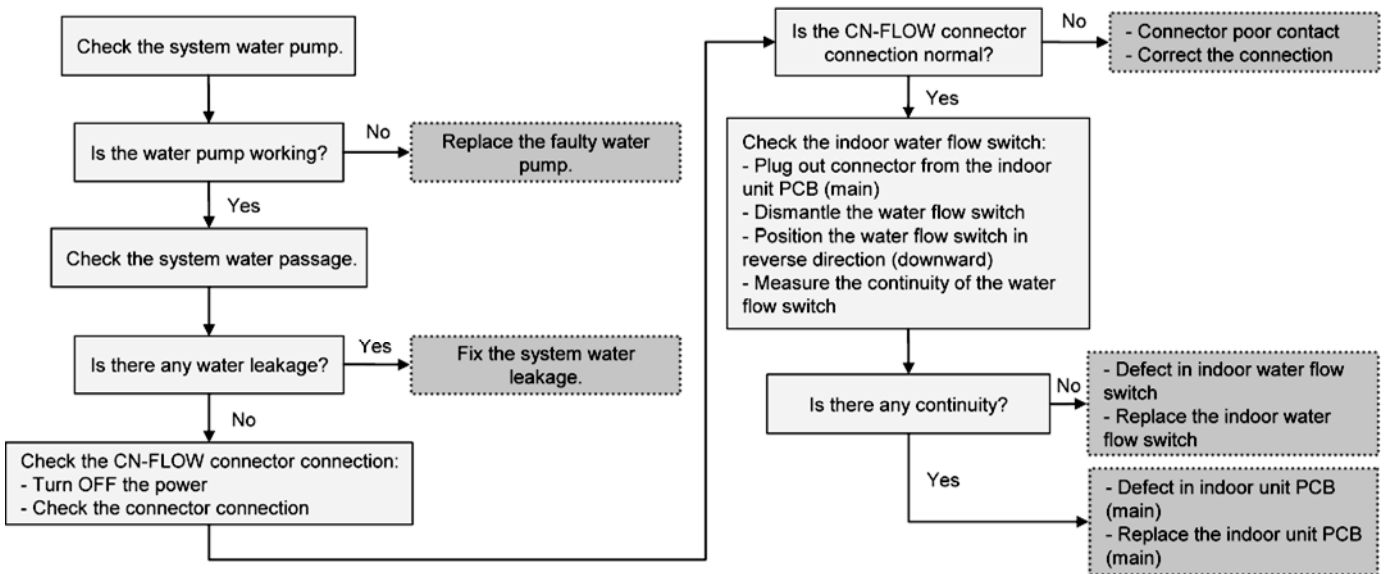 Check the system water pump.
Is the water pump working?
No
Replace the faulty water
pump.
Yes
Check the system water passage.
Is there any water leakage?
Yes
Fix the system water
leakage.
No
Check the CN-FLOW connector connection:
- Turn OFF the power
- Check the connector connection
Is the CN-FLOW connector
connection normal?
No
- Connector poor contact
- Correct the connection
Yes
Check the indoor water flow switch:
- Plug out connector from the indoor
unit PCB (main)
- Dismantle the water flow switch
- Position the water flow switch in
reverse direction (downward)
- Measure the continuity of the water
flow switch
Is there any continuity?
No
- Defect in indoor water flow
switch
- Replace the indoor water
flow switch
Yes
- Defect in indoor unit PCB
(main)
- Replace the indoor unit PCB
(main)